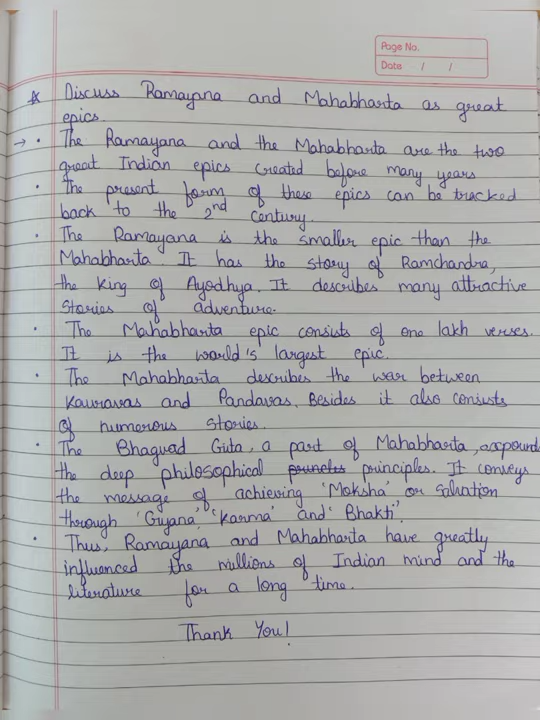 Page No.
Date / /
Discuss Ramayana and Mahabharta as great
epics.
→ • The Ramayana and the Mahabharta are the two
great Indian epics created before many years
• The present form of these epics can be tracked
back to the 2nd Century.
• The Ramayana is the smaller epic than the
Mahabharta. It has the story of Ramchandra,
the king of Ayodhya. It describes many attractive
stories of adventure.
• The Mahabharta epic consists of one lakh verses.
It is the world's largest epic.
• The Mahabharta describes the war between
Kauravas and Pandavas. Besides it also consists
of numerous stories.
• The Bhagvad Gita, a part of Mahabharta, expound
the deep philosophical principles. It conveys
the message of achieving 'Moksha' or Salvation
through 'Gyana', 'Karma' and 'Bhakti'.
• Thus, Ramayana and Mahabharta have greatly
influenced the millions of Indian mind and the
literature for a long time.
Thank You!